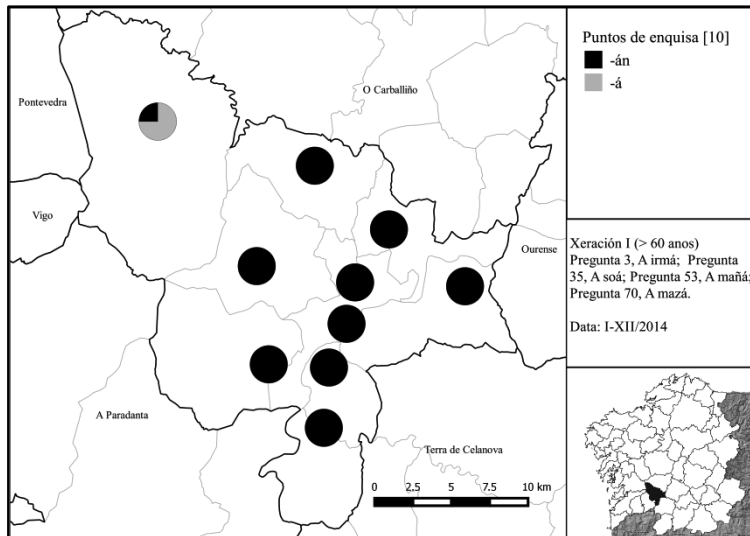 Puntos de enquisa [10]
-án
-á
O Carballiño
Pontevedra
Vigo
Ourense
A Paradanta
Terra de Celanova
0 2,5 5 7,5 10 km
Xeración I (> 60 anos)
Pregunta 3, A irmá; Pregunta
35, A soá; Pregunta 53, A mañá;
Pregunta 70, A mazá.
Data: I-XII/2014